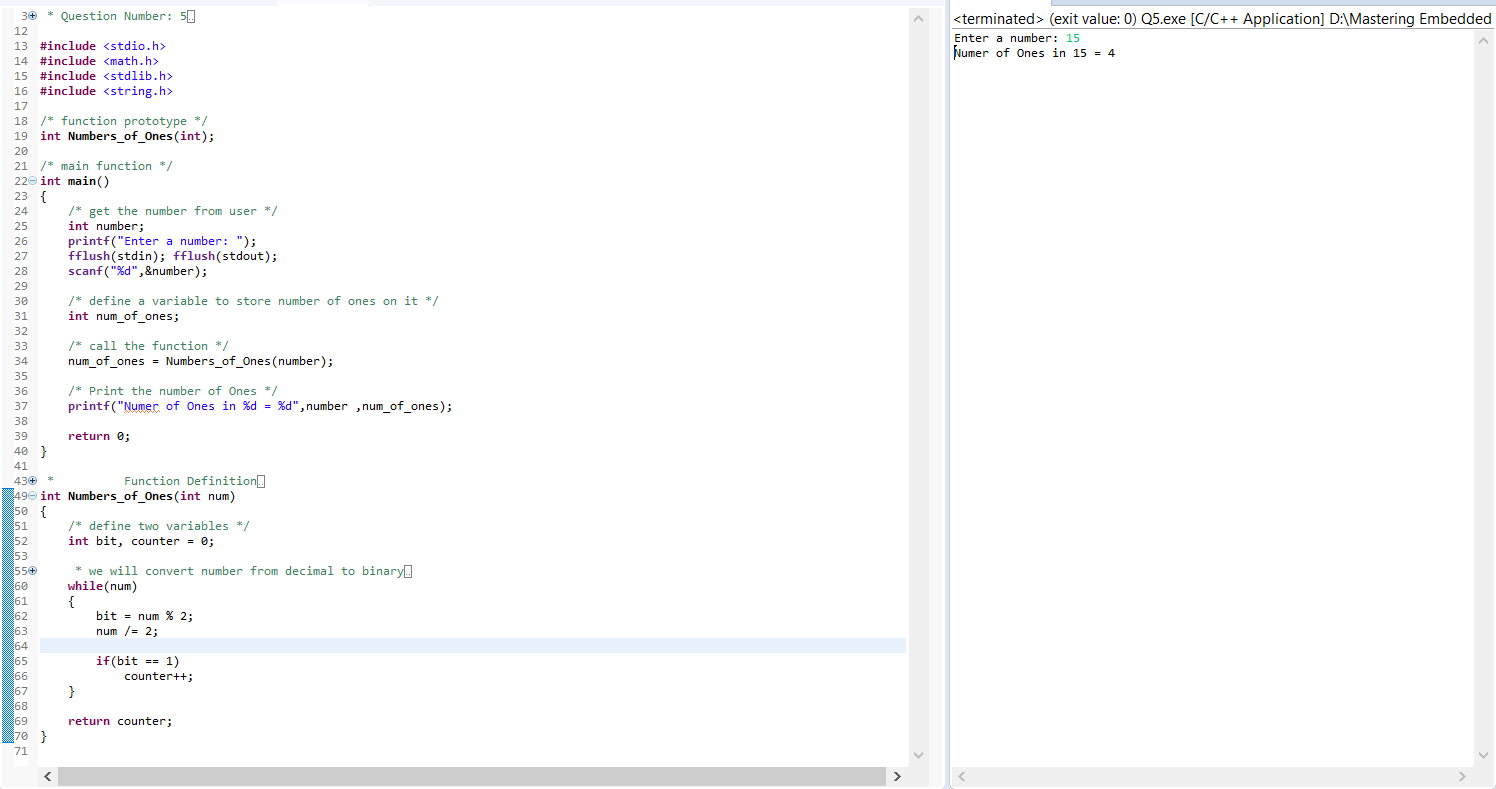 3 * Question Number: 5
12
13 #include <stdio.h>
14 #include <math.h>
15 #include <stdlib.h>
16 #include <string.h>
17
18 /* function prototype */
19 int Numbers_of_Ones(int);
20
21 /* main function */
22 int main()
23 {
24     /* get the number from user */
25     int number;
26     printf("Enter a number: ");
27     fflush(stdin); fflush(stdout);
28     scanf("%d",&number);
29
30     /* define a variable to store number of ones on it */
31     int num_of_ones;
32
33     /* call the function */
34     num_of_ones = Numbers_of_Ones(number);
35
36     /* Print the number of Ones */
37     printf("Numer of Ones in %d = %d",number ,num_of_ones);
38
39     return 0;
40 }
41
43 *          Function Definition
49 int Numbers_of_Ones(int num)
50 {
51     /* define two variables */
52     int bit, counter = 0;
53
55      * we will convert number from decimal to binary
60     while(num)
61     {
62         bit = num % 2;
63         num /= 2;
64
65         if(bit == 1)
66             counter++;
67     }
68
69     return counter;
70 }
71
<terminated> (exit value: 0) Q5.exe [C/C++ Application] D:\Mastering Embedded
Enter a number: 15
Numer of Ones in 15 = 4